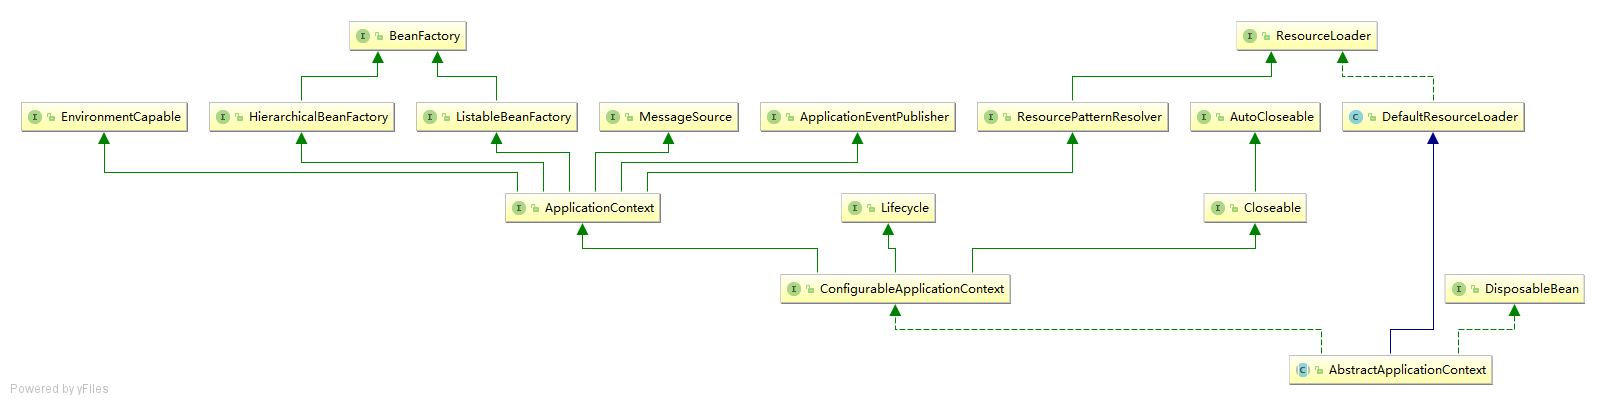 BeanFactory
ResourceLoader
EnvironmentCapable
HierarchicalBeanFactory
ListableBeanFactory
MessageSource
ApplicationEventPublisher
ResourcePatternResolver
AutoCloseable
DefaultResourceLoader
ApplicationContext
Lifecycle
Closeable
ConfigurableApplicationContext
DisposableBean
AbstractApplicationContext
Powered by yFiles